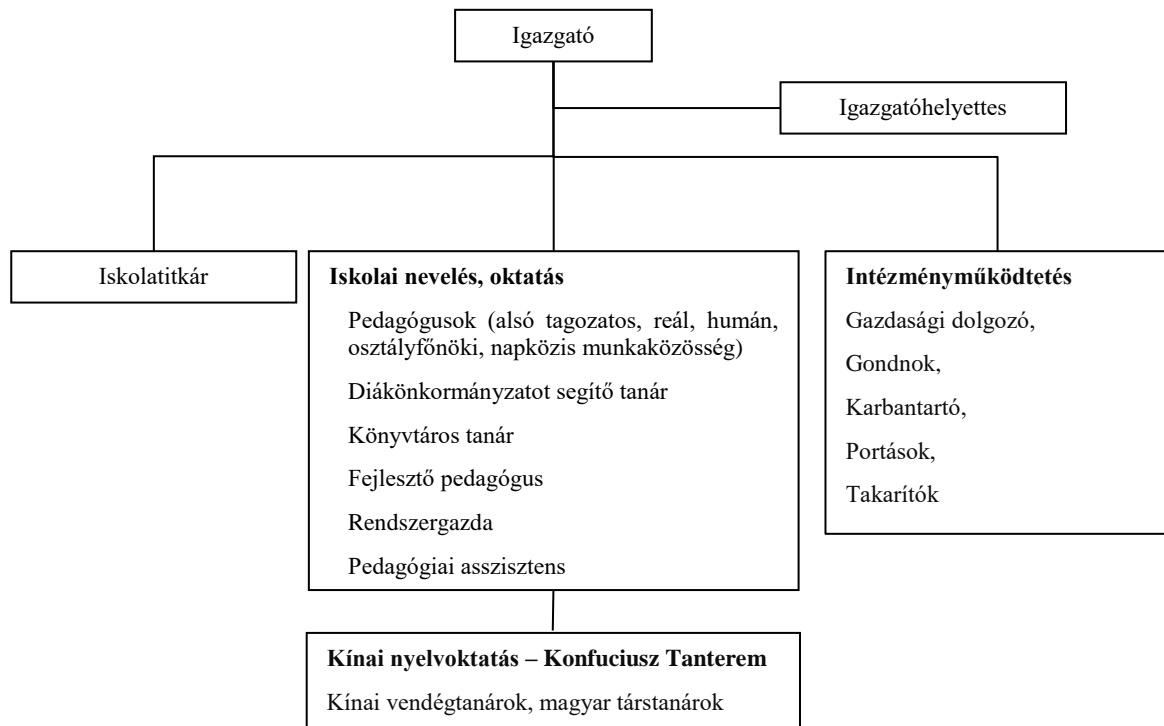 Igazgató
Igazgatóhelyettes
Iskolatitkár
Iskolai nevelés, oktatás
Pedagógusok (alsó tagozatos, reál, humán,
osztályfőnöki, napközis munkaközösség)
Diákönkormányzatot segítő tanár
Könyvtáros tanár
Fejlesztő pedagógus
Rendszergazda
Pedagógiai asszisztens
Intézményműködtetés
Gazdasági dolgozó,
Gondnok,
Karbantartó,
Portások,
Takarítók
Kínai nyelvoktatás – Konfuciusz Tanterem
Kínai vendégtanárok, magyar társtanárok